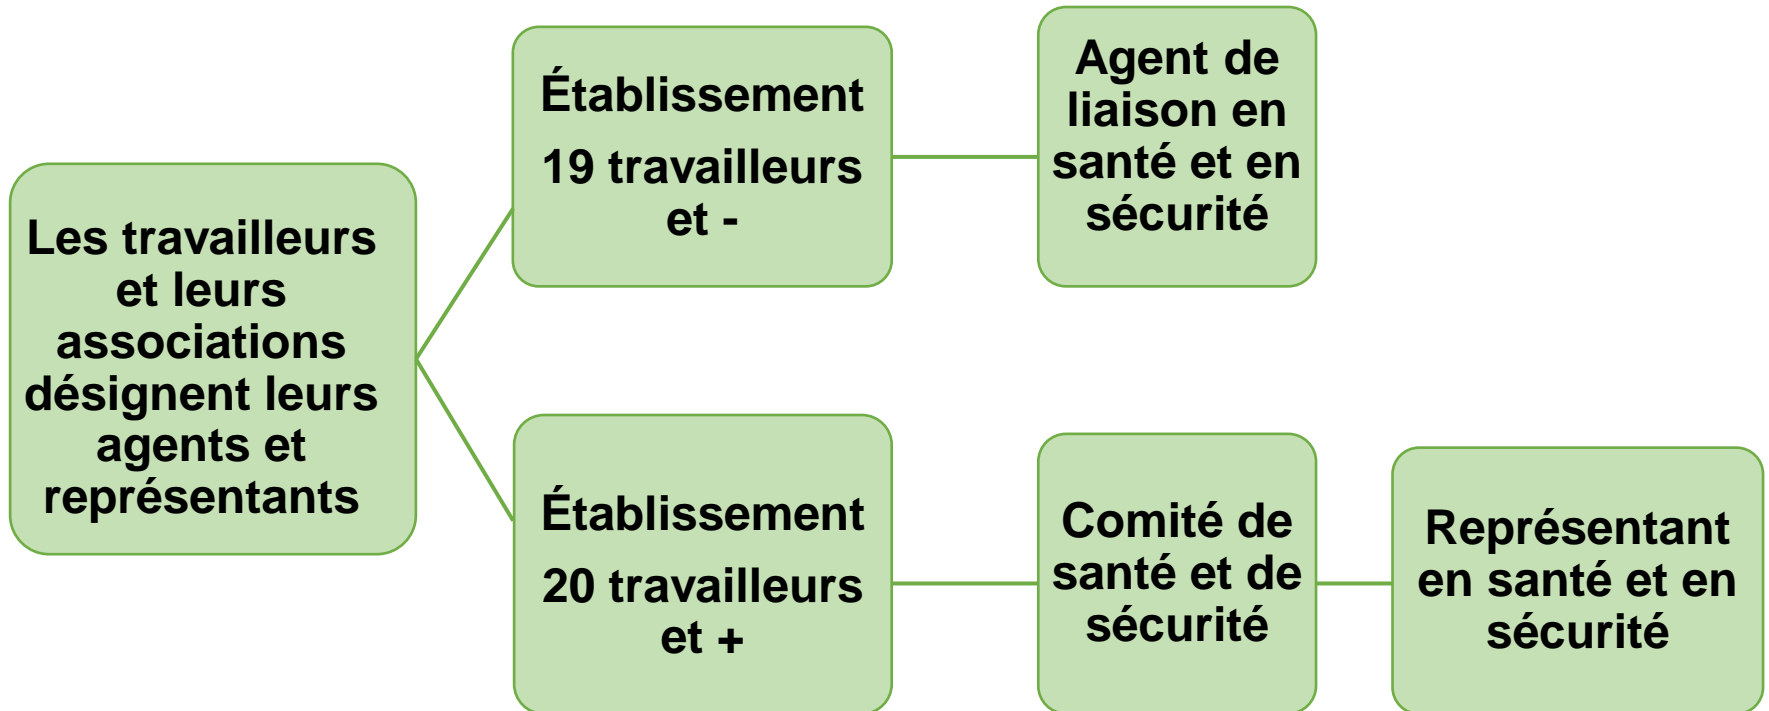 Les travailleurs
et leurs
associations
désignent leurs
agents et
représentants
Établissement
19 travailleurs
et -
Agent de
liaison en
santé et en
sécurité
Établissement
20 travailleurs
et +
Comité de
santé et de
sécurité
Représentant
en santé et en
sécurité